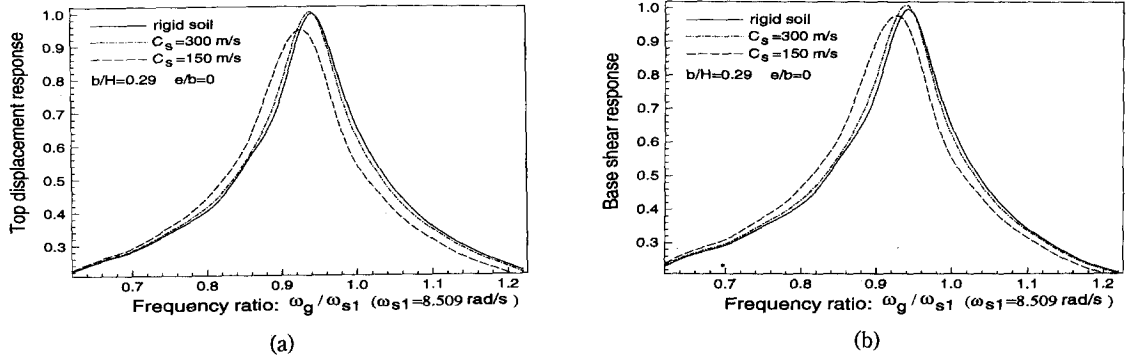 1.0
0.9
0.8
0.7
0.6
0.5
0.4
0.3
Top displacement response
rigid soil
Cs=300 m/s
Cs=150 m/s
b/H=0.29 e/b=0
0.7 0.8 0.9 1.0 1.1 1.2
Frequency ratio: ωg/ωs1 (ωs1=8.509 rad/s)
(a)
1.0
0.9
0.8
0.7
0.6
0.5
0.4
0.3
Base shear response
rigid soil
Cs=300 m/s
Cs=150 m/s
b/H=0.29 e/b=0
0.7 0.8 0.9 1.0 1.1 1.2
Frequency ratio: ωg/ωs1 (ωs1=8.509 rad/s)
(b)